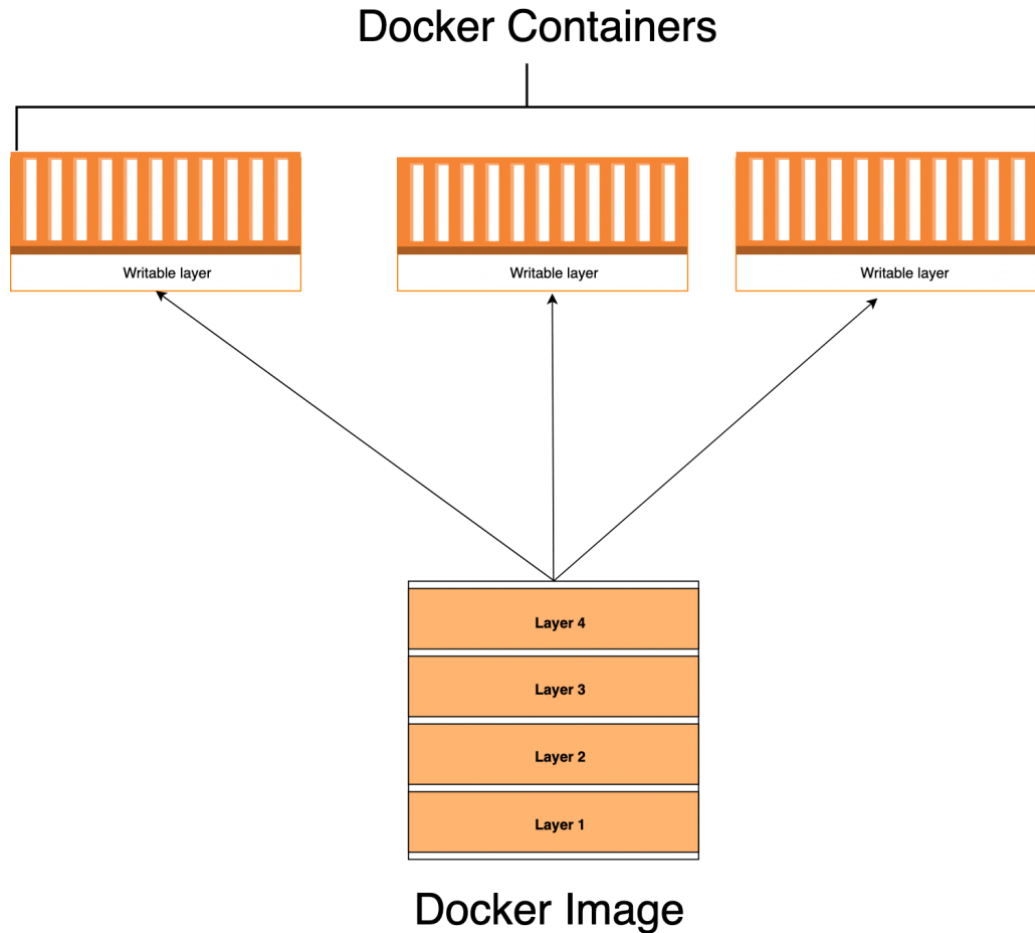 Docker Containers
Writable layer
Writable layer
Writable layer
Layer 4
Layer 3
Layer 2
Layer 1
Docker Image